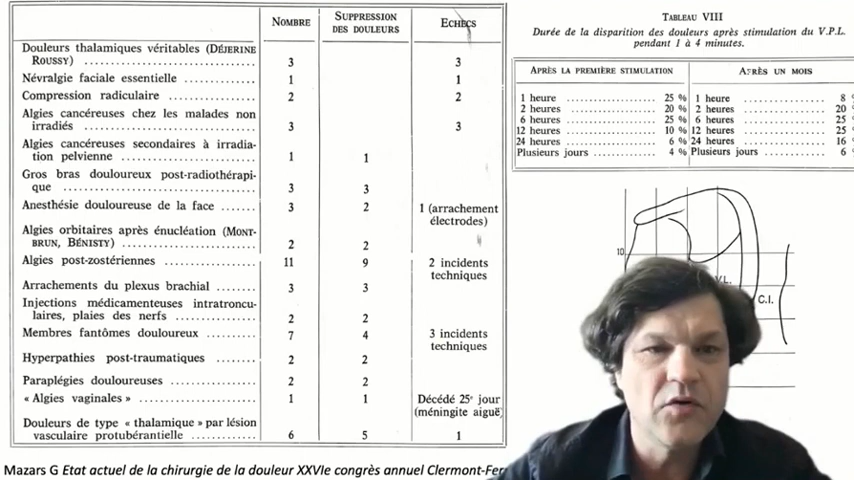 NOMBRE SUPPRESSION DES DOULEURS ECHECS
Douleurs thalamiques véritables (DÉJERINE
ROUSSY) ........ 3 3
Névralgie faciale essentielle ........ 1 1
Compression radiculaire ........ 2 2
Algies cancéreuses chez les malades non
irradiés ........ 3 3
Algies cancéreuses secondaires à irradia-
tion pelvienne ........ 1 1
Gros bras douloureux post-radiothérapi-
que ........ 3 3
Anesthésie douloureuse de la face ....... 3 2 1 (arrachement
électrodes)
Algies orbitaires après énucléation (MONT-
BRUN, BÉNISTY) ........ 2 2
Algies post-zostériennes ........ 11 9 2 incidents
techniques
Arrachements du plexus brachial ........ 3 3
Injections médicamenteuses intratroncu-
laires, plaies des nerfs ........ 2 2
Membres fantômes douloureux ........ 7 4 3 incidents
techniques
Hyperpathies post-traumatiques ........ 2 2
Paraplégies douloureuses ........ 2 2
« Algies vaginales » ........ 1 1 Décédé 25e jour
(méningite aiguë)
Douleurs de type « thalamique » par lésion
vasculaire protubérantielle ........ 6 5 1
TABLEAU VIII
Durée de la disparition des douleurs après stimulation du V.P.L.
pendant 1 à 4 minutes.
APRÈS LA PREMIÈRE STIMULATION APRÈS UN MOIS
1 heure ........ 25 % 1 heure ........ 8
2 heures ........ 20 % 2 heures ........ 20
6 heures ........ 25 % 6 heures ........ 25
12 heures ........ 10 % 12 heures ........ 25
24 heures ........ 6 % 24 heures ........ 16
Plusieurs jours ........ 4 % Plusieurs jours ........ 6
10
V.L.
C.I.
Mazars G Etat actuel de la chirurgie de la douleur XXVIe congrès annuel Clermont-Fer